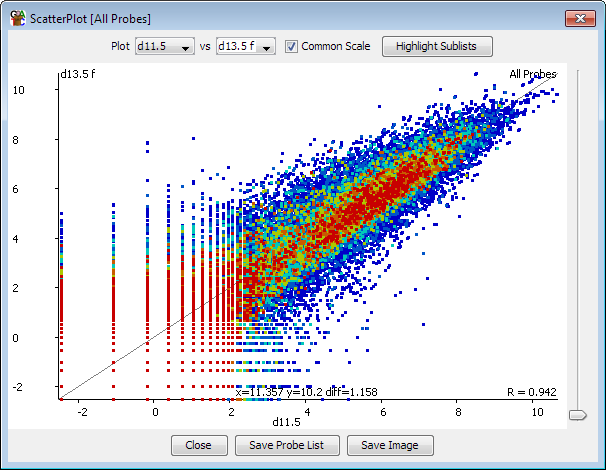 ScatterPlot [All Probes]
Plot d11.5 vs d13.5 f Common Scale Highlight Sublists
d13.5 f
All Probes
10
8
6
4
2
0
-2
x=11.357 y=10.2 diff=1.158
R = 0.942
-2 0 2 4 6 8 10
d11.5
Close Save Probe List Save Image